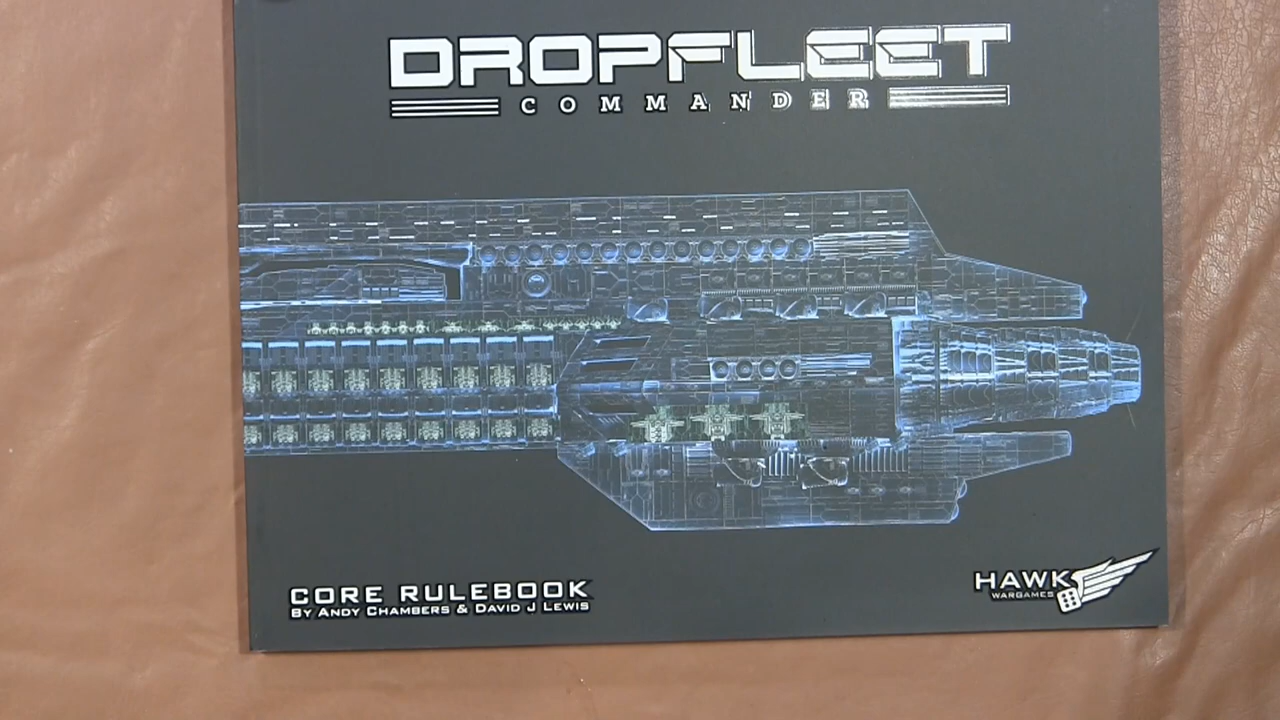 DROPFLEET
COMMANDER
CORE RULEBOOK
BY ANDY CHAMBERS & DAVID J LEWIS
HAWK
WARGAMES